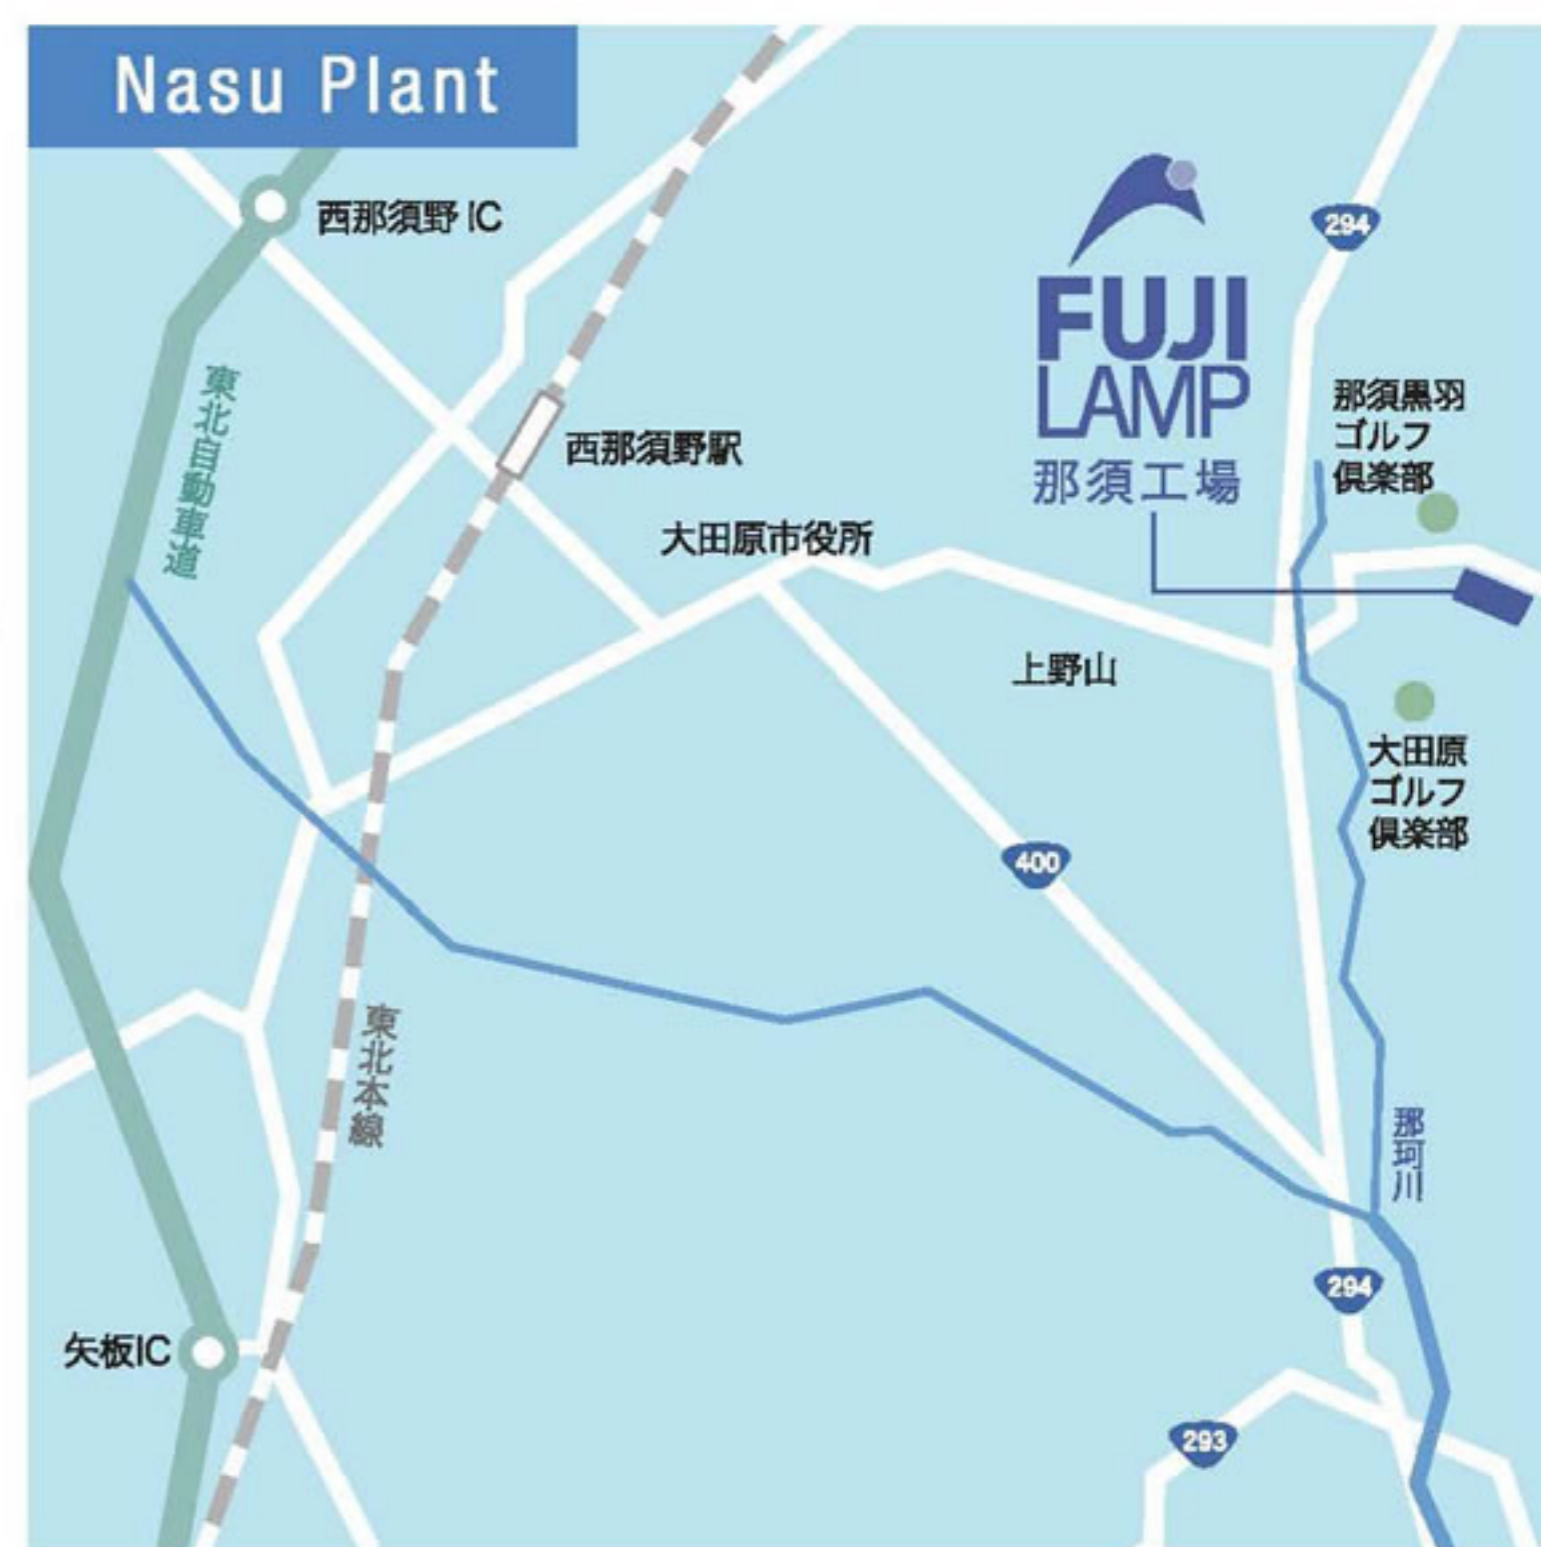 Nasu Plant
西那須野 IC
294
FUJI
LAMP
那須工場
東北自動車道
那須黒羽
ゴルフ
倶楽部
西那須野駅
大田原市役所
上野山
大田原
ゴルフ
倶楽部
400
東北本線
那珂川
294
矢板IC
293